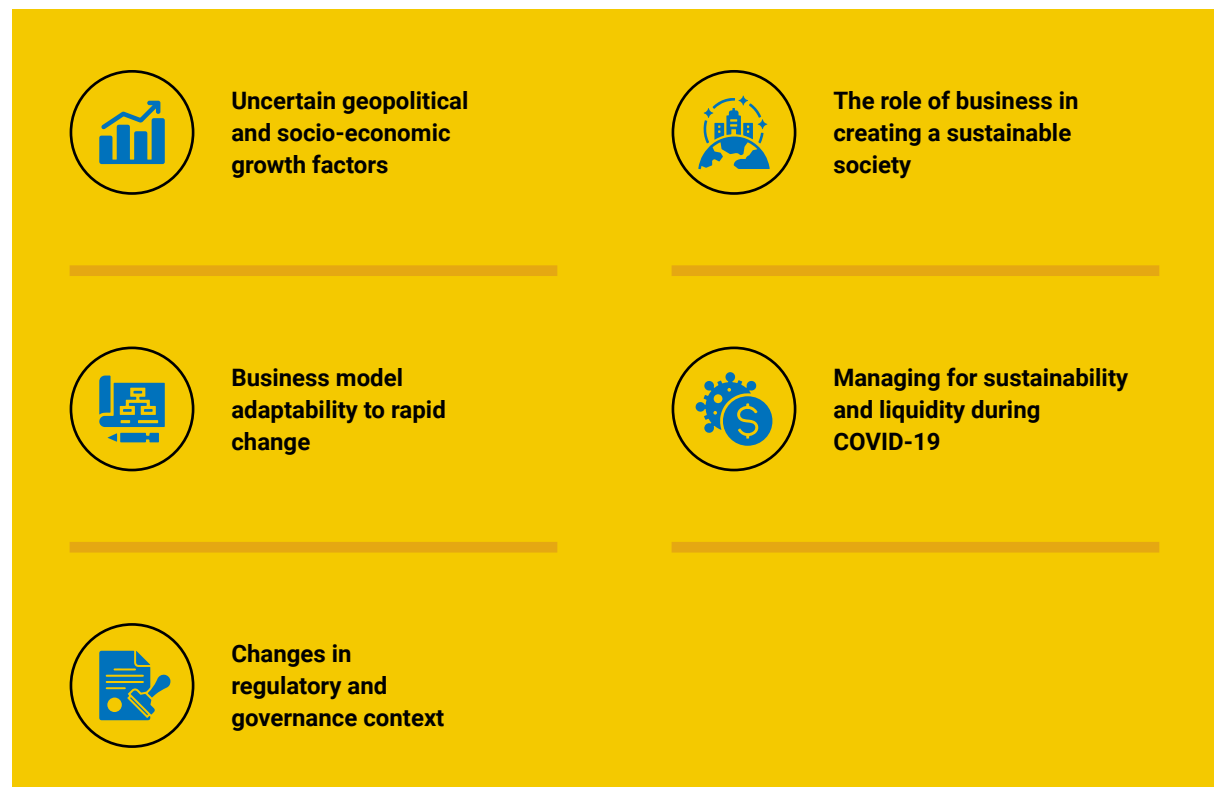 Uncertain geopolitical
and socio-economic
growth factors
The role of business in
creating a sustainable
society
Business model
adaptability to rapid
change
Managing for sustainability
and liquidity during
COVID-19
Changes in
regulatory and
governance context